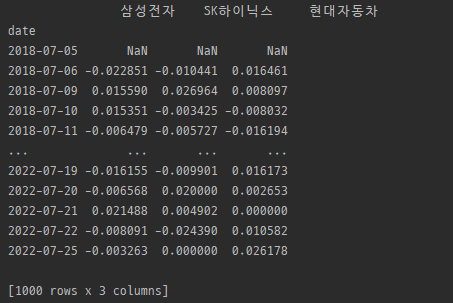 삼성전자 SK하이닉스 현대자동차
date
2018-07-05 NaN NaN NaN
2018-07-06 -0.022851 -0.010441 0.016461
2018-07-09 0.015590 0.026964 0.008097
2018-07-10 0.015351 -0.003425 -0.008032
2018-07-11 -0.006479 -0.005727 -0.016194
... ... ... ...
2022-07-19 -0.016155 -0.009901 0.016173
2022-07-20 -0.006568 0.020000 0.002653
2022-07-21 0.021488 0.004902 0.000000
2022-07-22 -0.008091 -0.024390 0.010582
2022-07-25 -0.003263 0.000000 0.026178
[1000 rows x 3 columns]